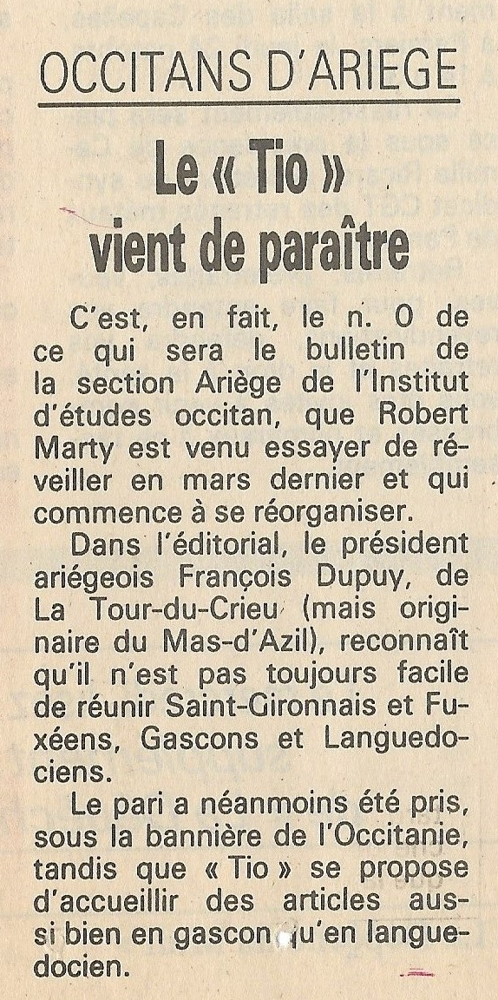 OCCITANS D'ARIEGE
Le « Tio »
vient de paraître
C'est, en fait, le n. 0 de
ce qui sera le bulletin de
la section Ariège de l'Institut
d'études occitan, que Robert
Marty est venu essayer de ré-
veiller en mars dernier et qui
commence à se réorganiser.
Dans l'éditorial, le président
ariégeois François Dupuy, de
La Tour-du-Crieu (mais origi-
naire du Mas-d'Azil), reconnaît
qu'il n'est pas toujours facile
de réunir Saint-Gironnais et Fu-
xéens, Gascons et Languedo-
ciens.
Le pari a néanmoins été pris,
sous la bannière de l'Occitanie,
tandis que « Tio » se propose
d'accueillir des articles aus-
si bien en gascon qu'en langue-
docien.